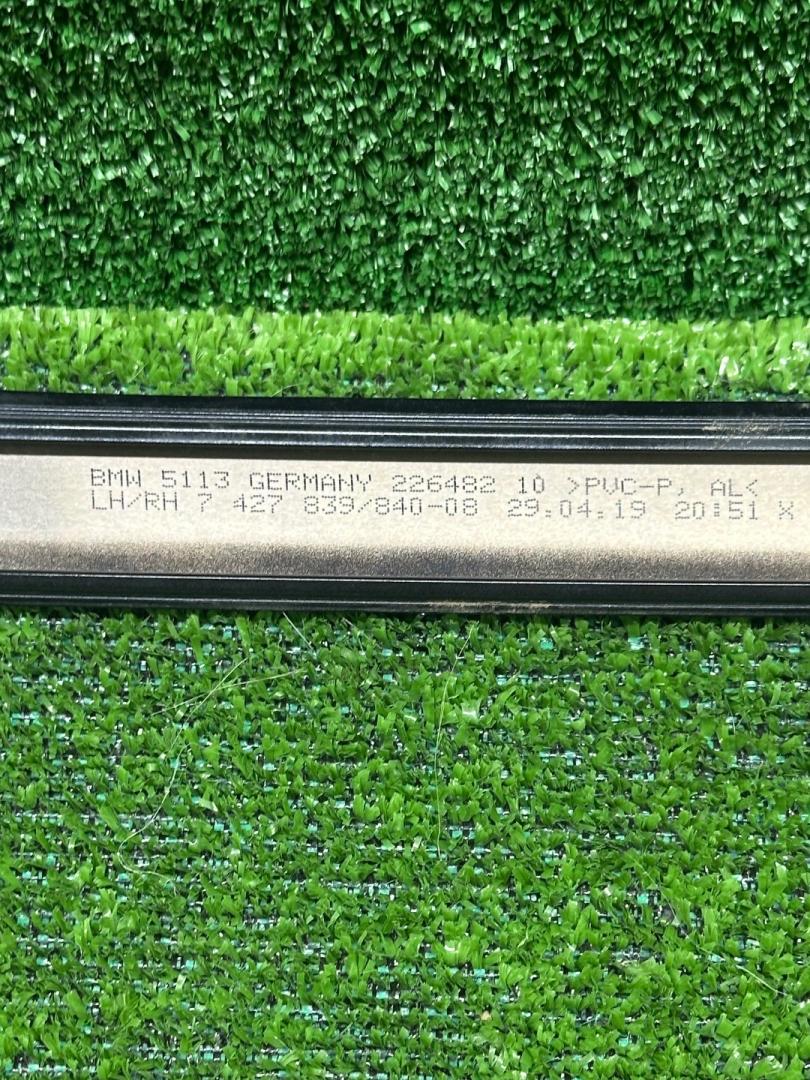 BMW 5113 GERMANY 226482 10 >PVC-P, AL<
LH/RH 7 427 839/840-08 29.04.19 20:51 X